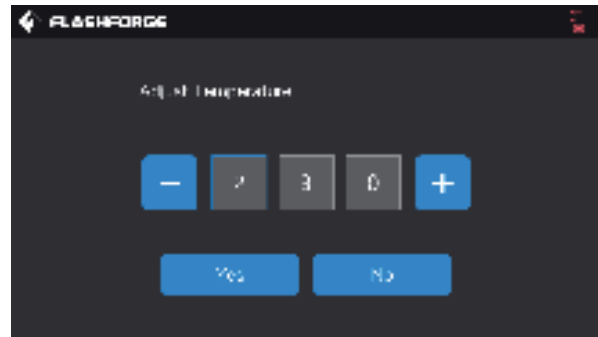 FLASHFORGE
Adjust Temperature
− 2 3 0 +
Yes No